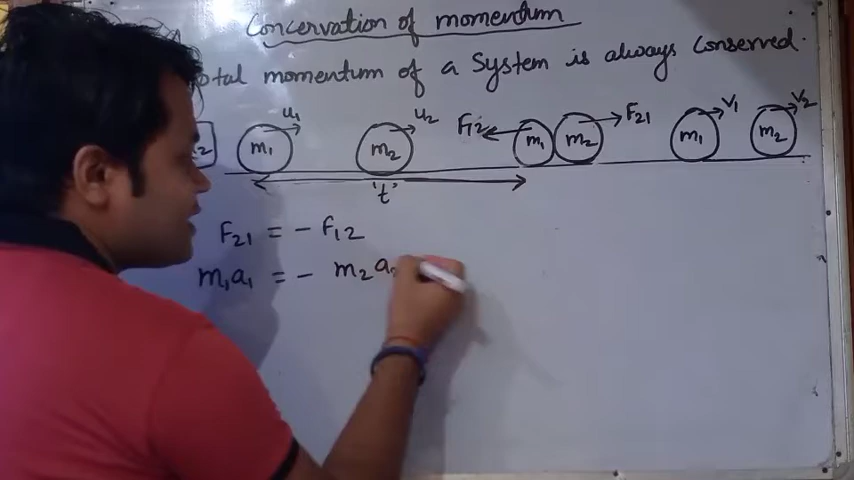 Concervation of momentum
otal momentum of a System is always Conserved.
u₁ u₂ F₁₂ F₂₁ v₁ v₂
m₁ m₂ m₁ m₂ m₁ m₂
't'
F₂₁ = - F₁₂
m₁a₁ = - m₂a₂